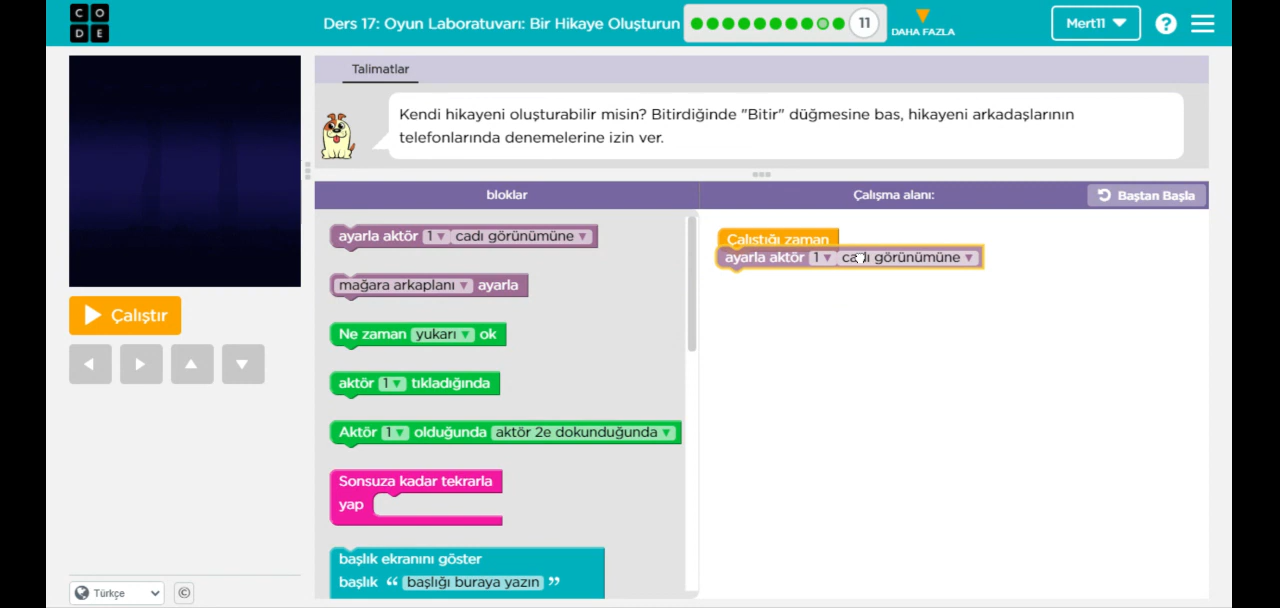 C O
D E
Ders 17: Oyun Laboratuvarı: Bir Hikaye Oluşturun
11
DAHA FAZLA
Mert11
?
Talimatlar
Kendi hikayeni oluşturabilir misin? Bitirdiğinde "Bitir" düğmesine bas, hikayeni arkadaşlarının
telefonlarında denemelerine izin ver.
bloklar
Çalışma alanı:
Baştan Başla
ayarla aktör 1 cadı görünümüne
mağara arkaplanı ayarla
Ne zaman yukarı ok
aktör 1 tıkladığında
Aktör 1 olduğunda aktör 2e dokunduğunda
Sonsuza kadar tekrarla
yap
başlık ekranını göster
başlık “ başlığı buraya yazın ”
Çalıştığı zaman
ayarla aktör 1 cadı görünümüne
Çalıştır
Türkçe
©